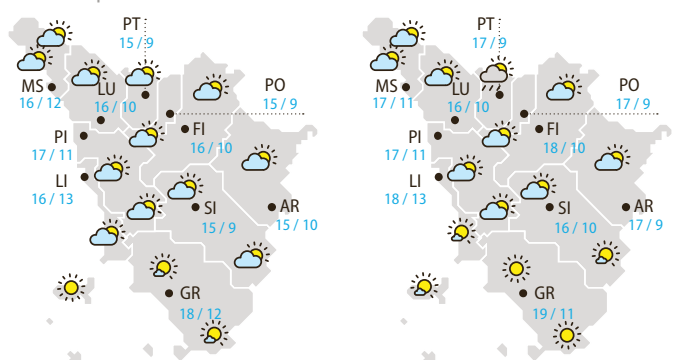 PT
15 / 9
PO
15 / 9
MS
16 / 12
LU
16 / 10
PI
17 / 11
FI
16 / 10
LI
16 / 13
SI
15 / 9
AR
15 / 10
GR
18 / 12
PT
17 / 9
PO
17 / 9
MS
17 / 11
LU
16 / 10
PI
17 / 11
FI
18 / 10
LI
18 / 13
SI
16 / 10
AR
17 / 9
GR
19 / 11